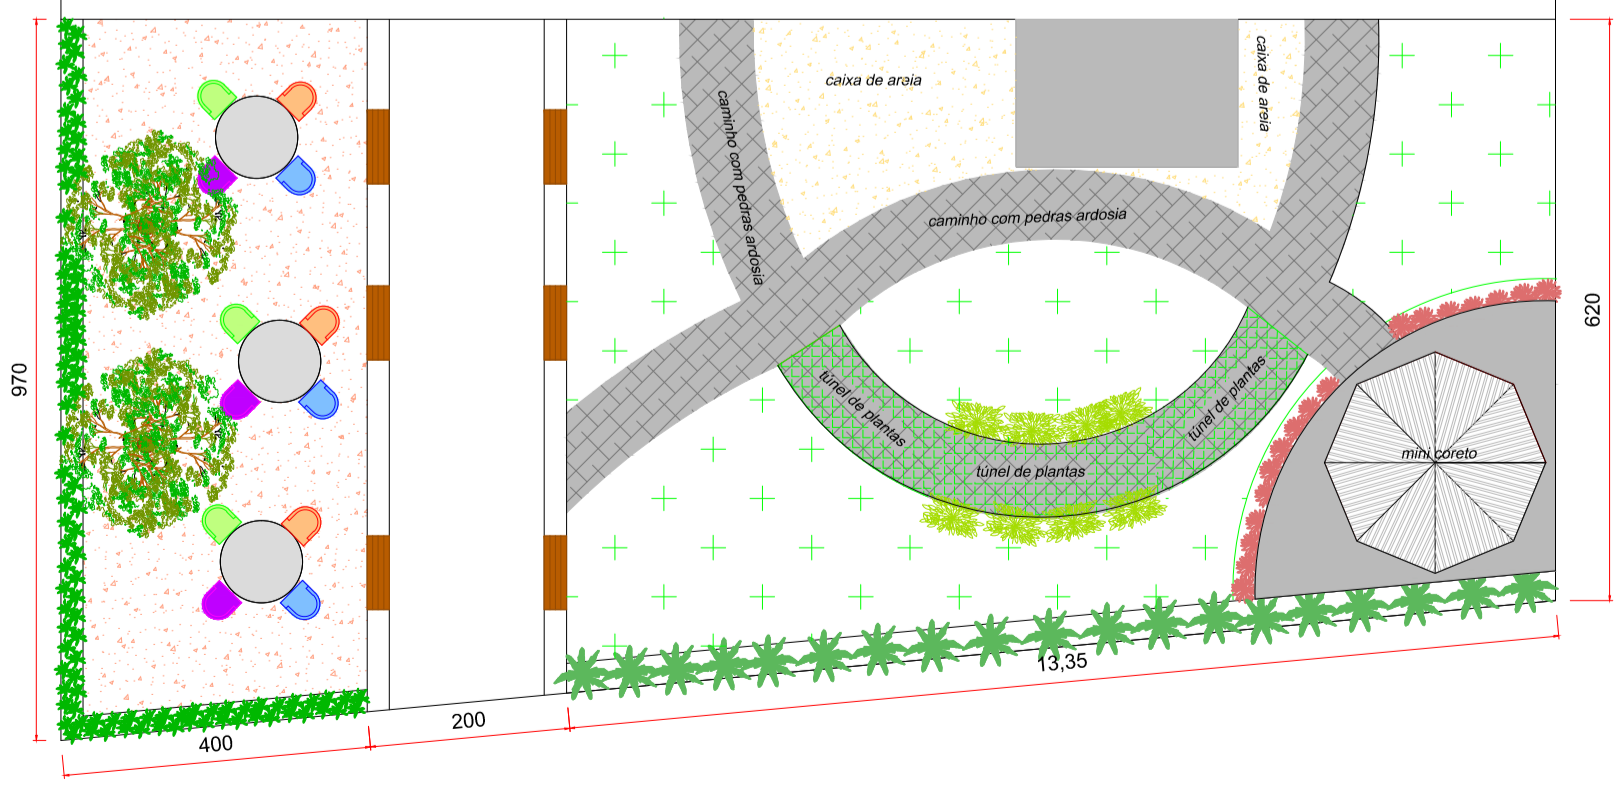 caixa de areia
caixa de areia
caminho com pedras ardosia
caminho com pedras ardosia
620
970
túnel de plantas
túnel de plantas
túnel de plantas
mini coreto
13,35
200
400